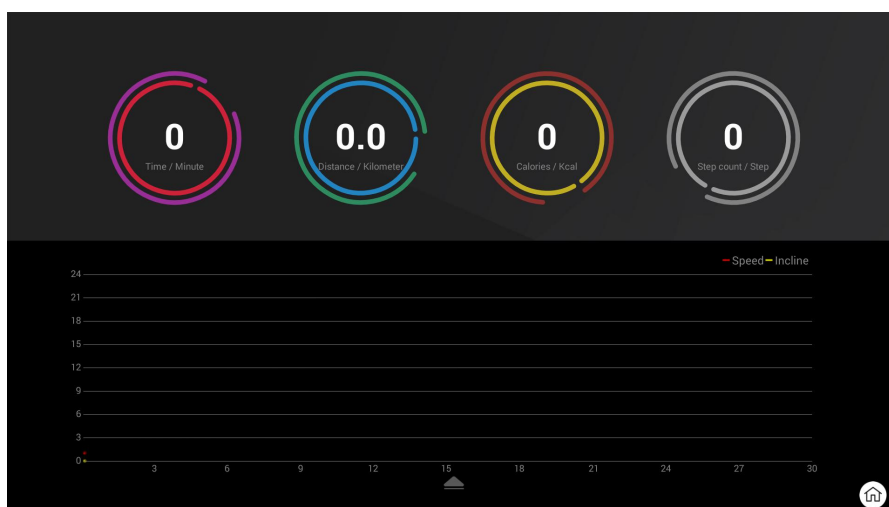 0
Time / Minute
0.0
Distance / Kilometer
0
Calories / Kcal
0
Step count / Step
Speed Incline
24
21
18
15
12
9
6
3
0
3 6 9 12 15 18 21 24 27 30